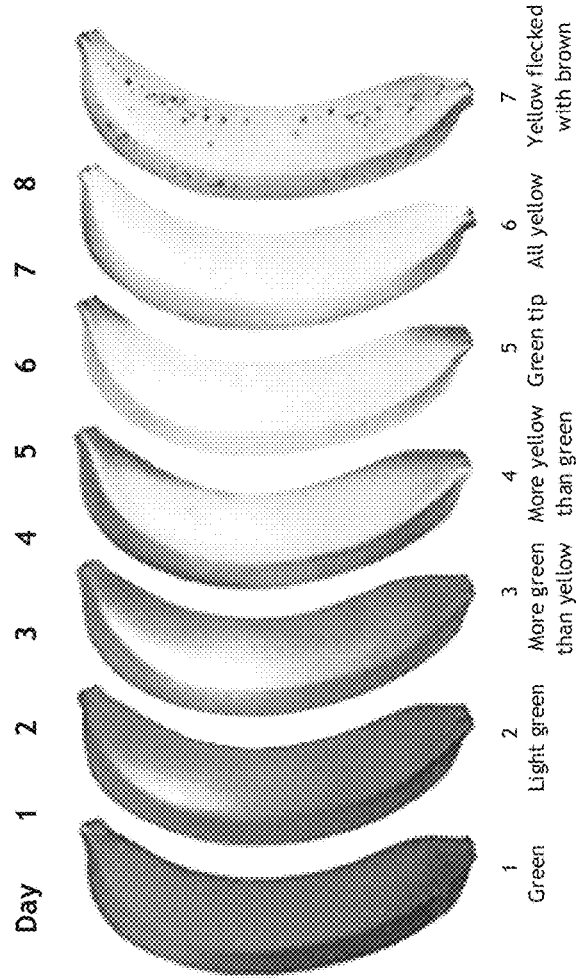 Day 1 2 3 4 5 6 7 8
1 2 3 4 5 6 7
Green Light green More green More yellow Green tip All yellow Yellow flecked
than yellow than green with brown